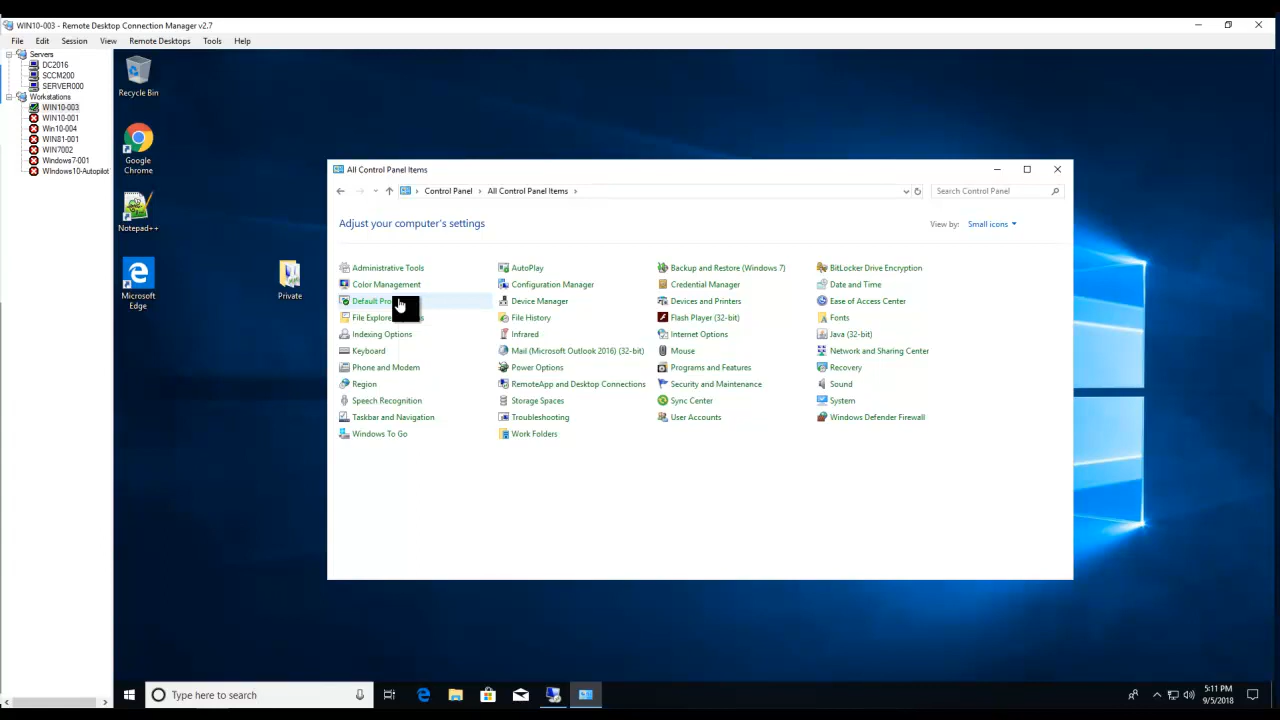 WIN10-003 - Remote Desktop Connection Manager v2.7
File Edit Session View Remote Desktops Tools Help
Servers
DC2016
SCCM200
SERVER000
Workstations
WIN10-003
WIN10-001
Win10-004
WIN81-001
WIN7002
Windows7-001
WIndows10-Autopilot
Recycle Bin
Google
Chrome
Notepad++
Microsoft
Edge
Private
All Control Panel Items
Control Panel All Control Panel Items
Search Control Panel
Adjust your computer's settings
View by: Small icons
Administrative Tools
AutoPlay
Backup and Restore (Windows 7)
BitLocker Drive Encryption
Color Management
Configuration Manager
Credential Manager
Date and Time
Default Pro
Device Manager
Devices and Printers
Ease of Access Center
File Explore
File History
Flash Player (32-bit)
Fonts
Indexing Options
Infrared
Internet Options
Java (32-bit)
Keyboard
Mail (Microsoft Outlook 2016) (32-bit)
Mouse
Network and Sharing Center
Phone and Modem
Power Options
Programs and Features
Recovery
Region
RemoteApp and Desktop Connections
Security and Maintenance
Sound
Speech Recognition
Storage Spaces
Sync Center
System
Taskbar and Navigation
Troubleshooting
User Accounts
Windows Defender Firewall
Windows To Go
Work Folders
Type here to search
5:11 PM
9/5/2018